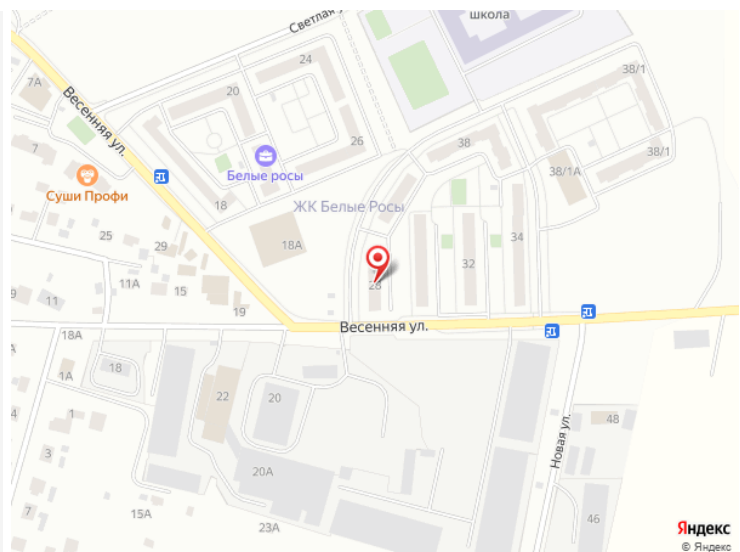 Светлая у
школа
7А
Весенняя ул.
24
20
38/1
7
26
38
38/1
38/1А
Белые росы
Суши Профи
18
ЖК Белые Росы
25
18А
34
29
32
9
11А
11
15
28
19
18А
Весенняя ул.
1А
18
22
20
1
48
Новая ул.
3
20А
15А
23А
7
46
Яндекс
© Яндекс